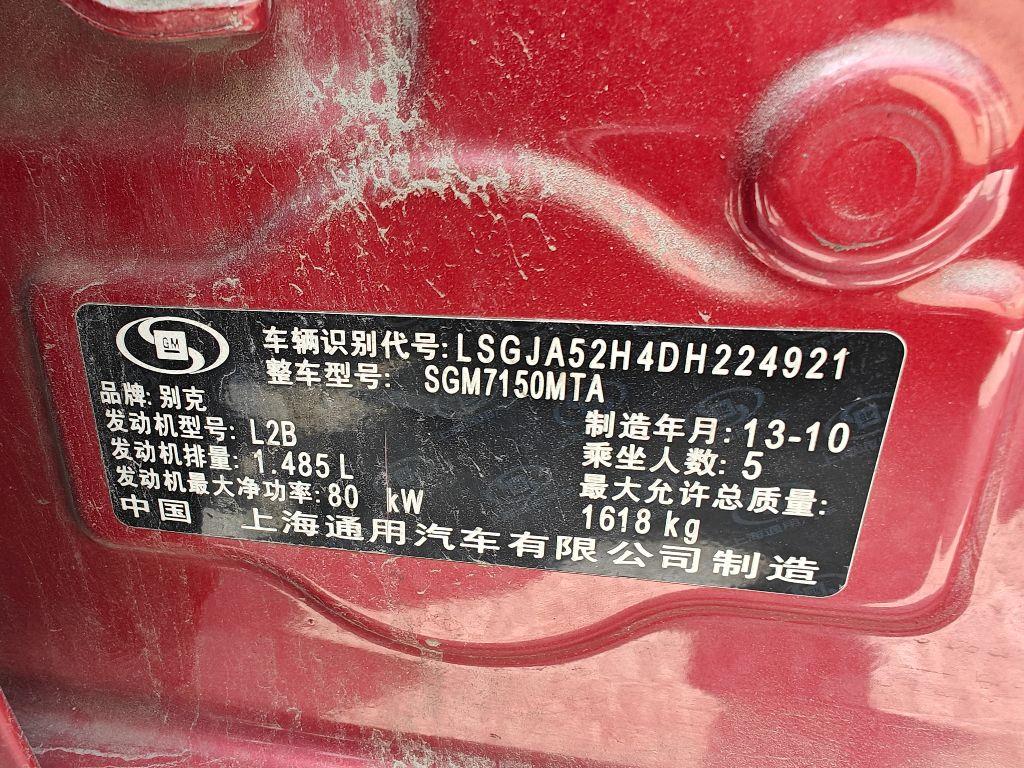 GM
车辆识别代号:LSGJA52H4DH224921
整车型号: SGM7150MTA
品牌: 别克
发动机型号: L2B
制造年月: 13-10
发动机排量: 1.485 L
乘坐人数: 5
发动机最大净功率: 80 kW
最大允许总质量:
1618 kg
中国 上海通用汽车有限公司制造